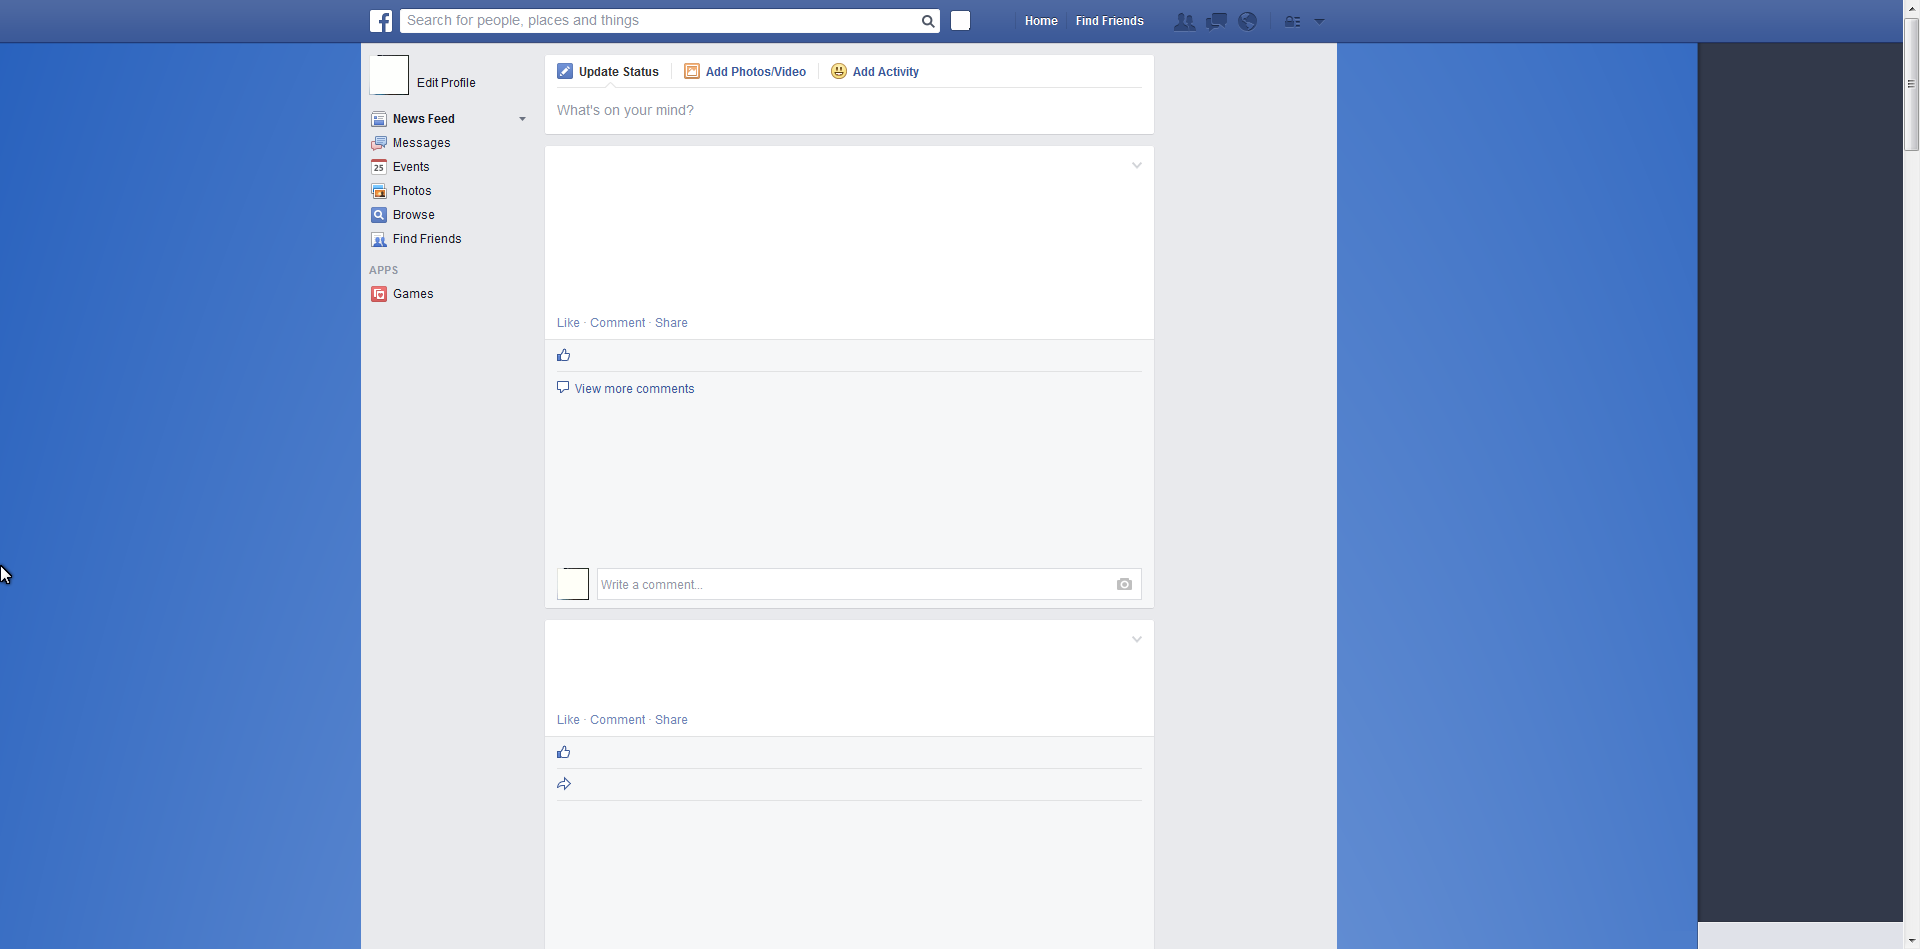 f Search for people, places and things Home Find Friends
Edit Profile
News Feed
Messages
25 Events
Photos
Browse
Find Friends
APPS
Games
Update Status Add Photos/Video Add Activity
What's on your mind?
Like · Comment · Share
View more comments
Write a comment...
Like · Comment · Share